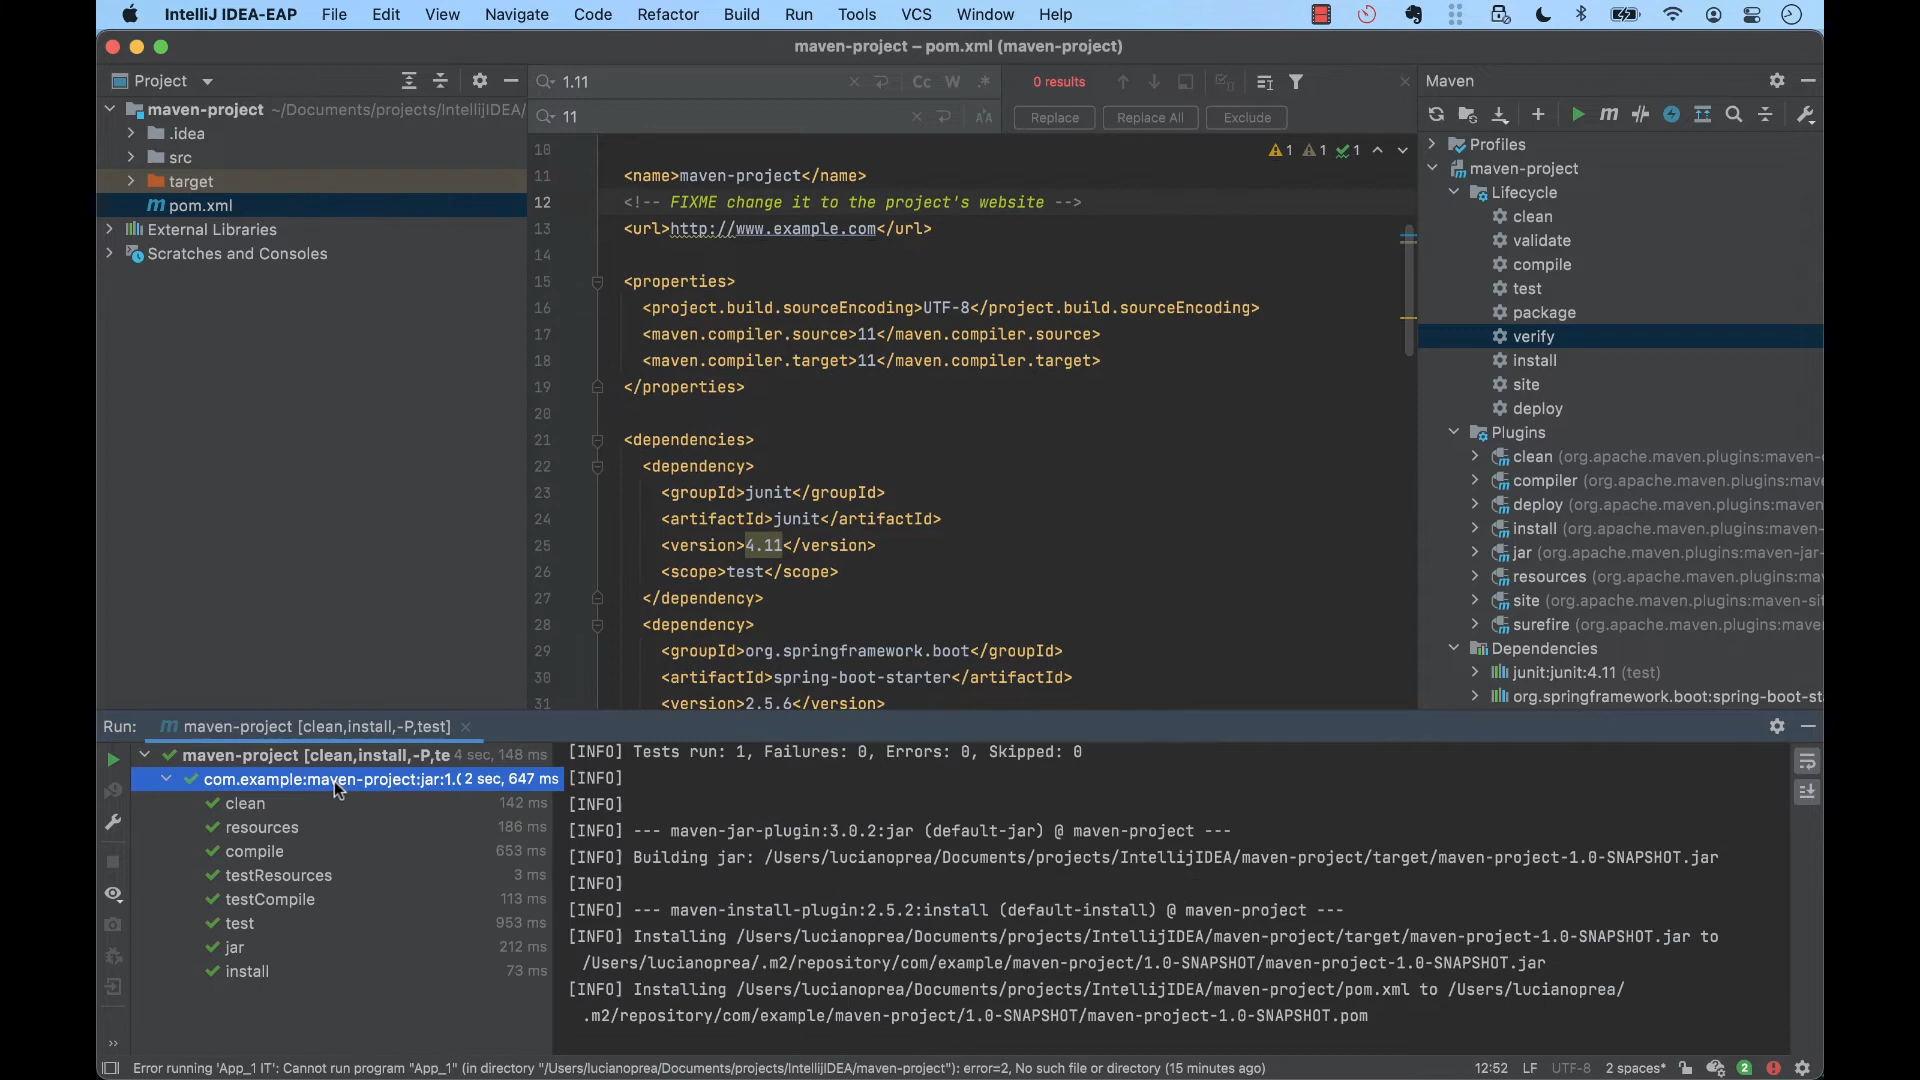 IntelliJ IDEA-EAP File Edit View Navigate Code Refactor Build Run Tools VCS Window Help
maven-project – pom.xml (maven-project)
Project
maven-project ~/Documents/projects/IntellijIDEA/
.idea
src
target
pom.xml
External Libraries
Scratches and Consoles
1.11 Cc W .* 0 results
11 Replace Replace All Exclude
1 1 1
10
11 <name>maven-project</name>
12 <!-- FIXME change it to the project's website -->
13 <url>http://www.example.com</url>
14
15 <properties>
16 <project.build.sourceEncoding>UTF-8</project.build.sourceEncoding>
17 <maven.compiler.source>11</maven.compiler.source>
18 <maven.compiler.target>11</maven.compiler.target>
19 </properties>
20
21 <dependencies>
22 <dependency>
23 <groupId>junit</groupId>
24 <artifactId>junit</artifactId>
25 <version>4.11</version>
26 <scope>test</scope>
27 </dependency>
28 <dependency>
29 <groupId>org.springframework.boot</groupId>
30 <artifactId>spring-boot-starter</artifactId>
31 <version>2.5.6</version>
Maven
Profiles
maven-project
Lifecycle
clean
validate
compile
test
package
verify
install
site
deploy
Plugins
clean (org.apache.maven.plugins:maven-
compiler (org.apache.maven.plugins:mave
deploy (org.apache.maven.plugins:mave
install (org.apache.maven.plugins:maven-
jar (org.apache.maven.plugins:maven-jar-
resources (org.apache.maven.plugins:ma
site (org.apache.maven.plugins:maven-si
surefire (org.apache.maven.plugins:mave
Dependencies
junit:junit:4.11 (test)
org.springframework.boot:spring-boot-st
Run: maven-project [clean,install,-P,test]
maven-project [clean,install,-P,te 4 sec, 148 ms
com.example:maven-project:jar:1.0 2 sec, 647 ms
clean 142 ms
resources 186 ms
compile 653 ms
testResources 3 ms
testCompile 113 ms
test 953 ms
jar 212 ms
install 73 ms
[INFO] Tests run: 1, Failures: 0, Errors: 0, Skipped: 0
[INFO]
[INFO]
[INFO] --- maven-jar-plugin:3.0.2:jar (default-jar) @ maven-project ---
[INFO] Building jar: /Users/lucianoprea/Documents/projects/IntellijIDEA/maven-project/target/maven-project-1.0-SNAPSHOT.jar
[INFO]
[INFO] --- maven-install-plugin:2.5.2:install (default-install) @ maven-project ---
[INFO] Installing /Users/lucianoprea/Documents/projects/IntellijIDEA/maven-project/target/maven-project-1.0-SNAPSHOT.jar to
/Users/lucianoprea/.m2/repository/com/example/maven-project/1.0-SNAPSHOT/maven-project-1.0-SNAPSHOT.jar
[INFO] Installing /Users/lucianoprea/Documents/projects/IntellijIDEA/maven-project/pom.xml to /Users/lucianoprea/
.m2/repository/com/example/maven-project/1.0-SNAPSHOT/maven-project-1.0-SNAPSHOT.pom
Error running 'App_1 IT': Cannot run program "App_1" (in directory "/Users/lucianoprea/Documents/projects/IntellijIDEA/maven-project"): error=2, No such file or directory (15 minutes ago) 12:52 LF UTF-8 2 spaces* 2